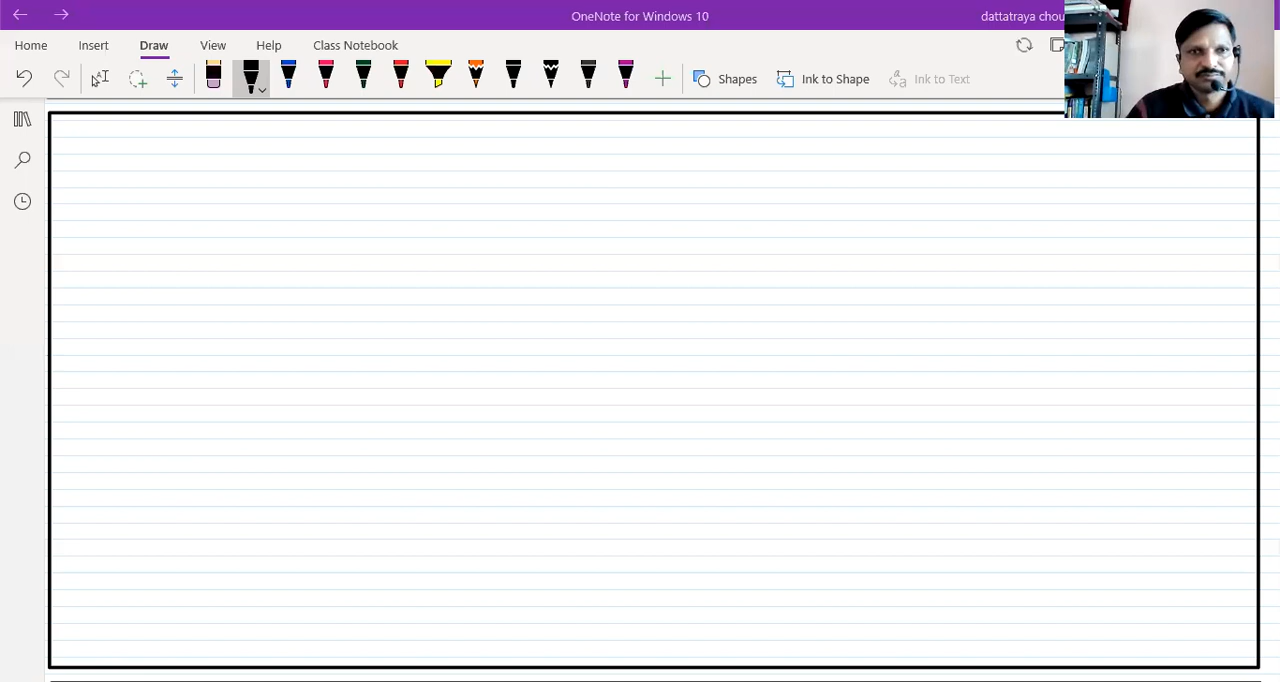 OneNote for Windows 10
dattatraya chou
Home Insert Draw View Help Class Notebook
Shapes Ink to Shape Ink to Text